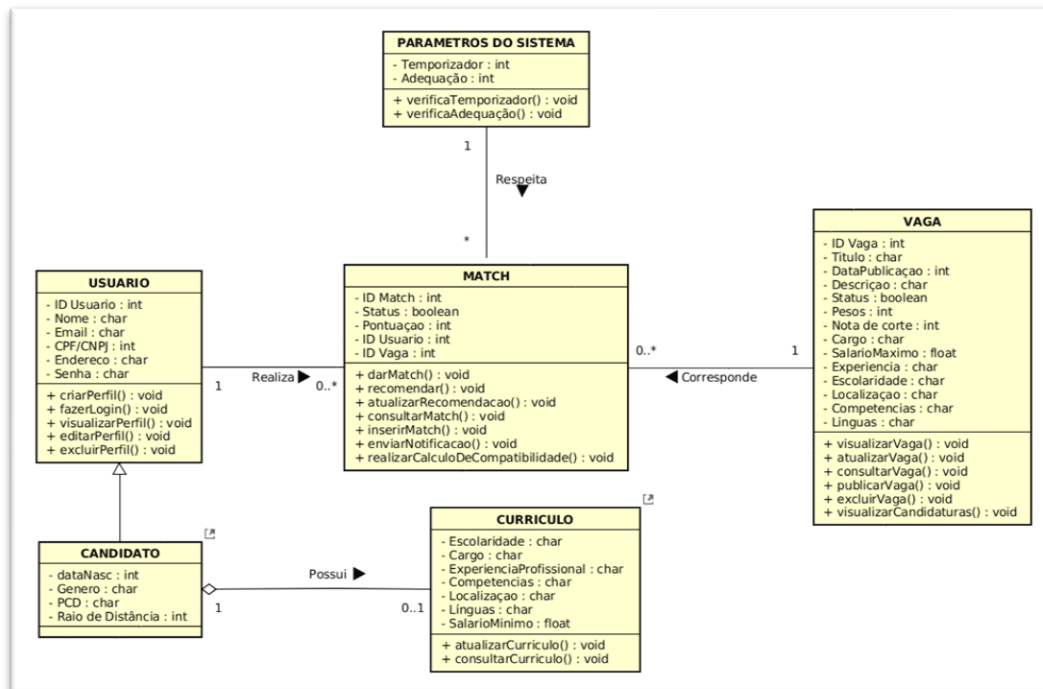 PARAMETROS DO SISTEMA
- Temporizador : int
- Adequação : int
+ verificaTemporizador() : void
+ verificaAdequação() : void
1
Respeita
*
USUARIO
- ID Usuario : int
- Nome : char
- Email : char
- CPF/CNPJ : int
- Endereco : char
- Senha : char
+ criarPerfil() : void
+ fazerLogin() : void
+ visualizarPerfil() : void
+ editarPerfil() : void
+ excluirPerfil() : void
1
Realiza
0..*
MATCH
- ID Match : int
- Status : boolean
- Pontuaçao : int
- ID Usuario : int
- ID Vaga : int
+ darMatch() : void
+ recomendar() : void
+ atualizarRecomendacao() : void
+ consultarMatch() : void
+ inserirMatch() : void
+ enviarNotificacao() : void
+ realizarCalculoDeCompatibilidade() : void
0..*
Corresponde
1
VAGA
- ID Vaga : int
- Titulo : char
- DataPublicaçao : int
- Descriçao : char
- Status : boolean
- Pesos : int
- Nota de corte : int
- Cargo : char
- SalarioMaximo : float
- Experiencia : char
- Escolaridade : char
- Localizaçao : char
- Competencias : char
- Linguas : char
+ visualizarVaga() : void
+ atualizarVaga() : void
+ consultarVaga() : void
+ publicarVaga() : void
+ excluirVaga() : void
+ visualizarCandidaturas() : void
CANDIDATO
- dataNasc : int
- Genero : char
- PCD : char
- Raio de Distância : int
1
Possui
0..1
CURRICULO
- Escolaridade : char
- Cargo : char
- ExperienciaProfissional : char
- Competencias : char
- Localizaçao : char
- Línguas : char
- SalarioMinimo : float
+ atualizarCurriculo() : void
+ consultarCurriculo() : void